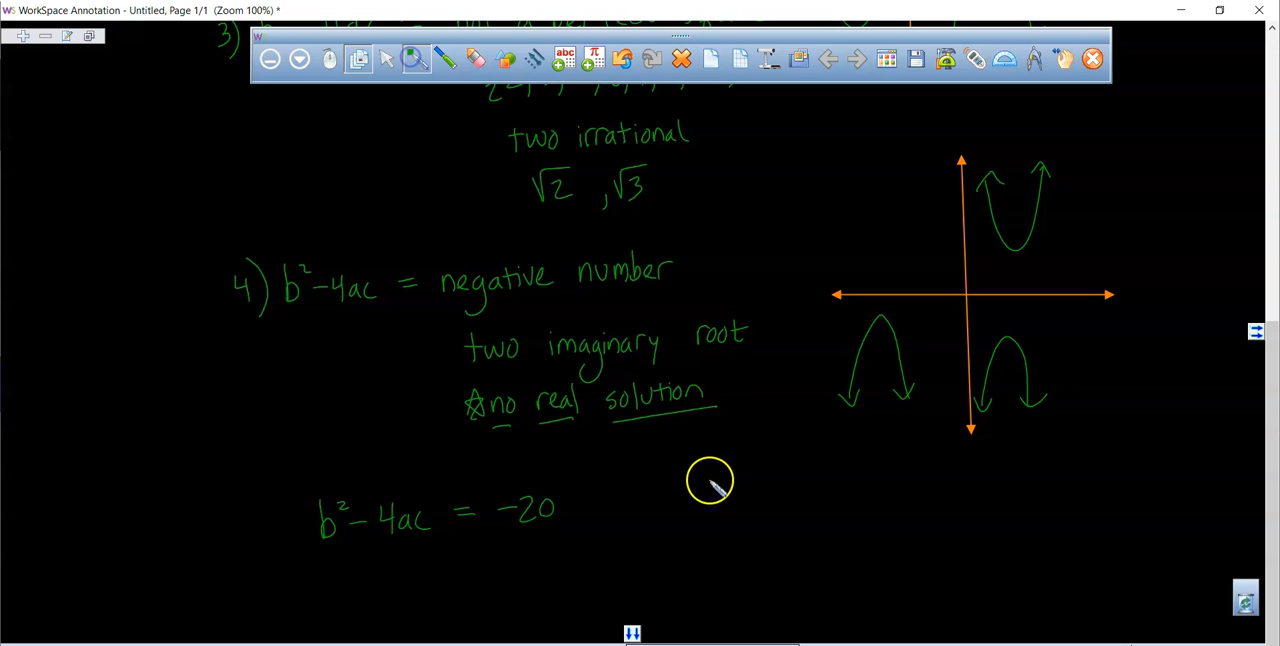 WorkSpace Annotation - Untitled, Page 1/1 (Zoom 100%) *
3)
two irrational
√2 , √3
4) b² - 4ac = negative number
two imaginary root
☆no real solution
b² - 4ac = -20